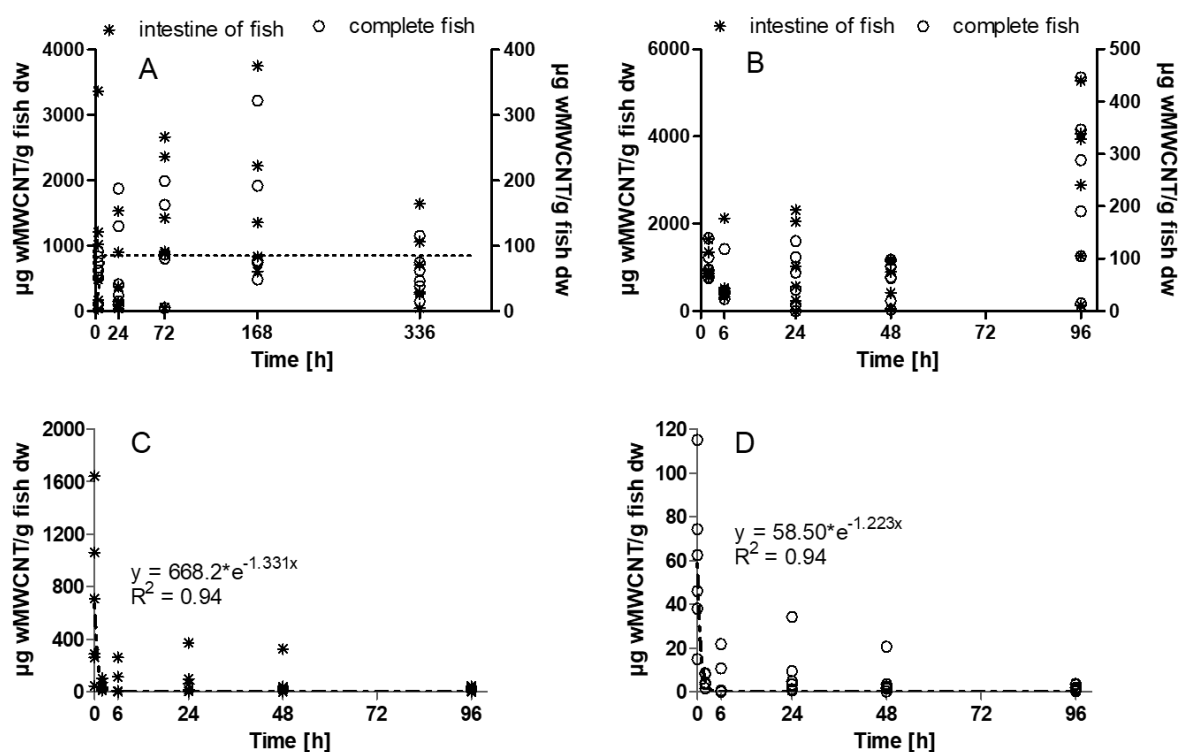 * intestine of fish ○ complete fish
* intestine of fish ○ complete fish
A
µg wMWCNT/g fish dw
4000
3000
2000
1000
0
400
300
200
100
0
µg wMWCNT/g fish dw
0 24 72 168 336
Time [h]
B
µg wMWCNT/g fish dw
6000
4000
2000
0
500
400
300
200
100
0
µg wMWCNT/g fish dw
0 6 24 48 72 96
Time [h]
C
µg wMWCNT/g fish dw
2000
1600
1200
800
400
0
y = 668.2*e^-1.331x
R² = 0.94
0 6 24 48 72 96
Time [h]
D
µg wMWCNT/g fish dw
120
100
80
60
40
20
0
y = 58.50*e^-1.223x
R² = 0.94
0 6 24 48 72 96
Time [h]